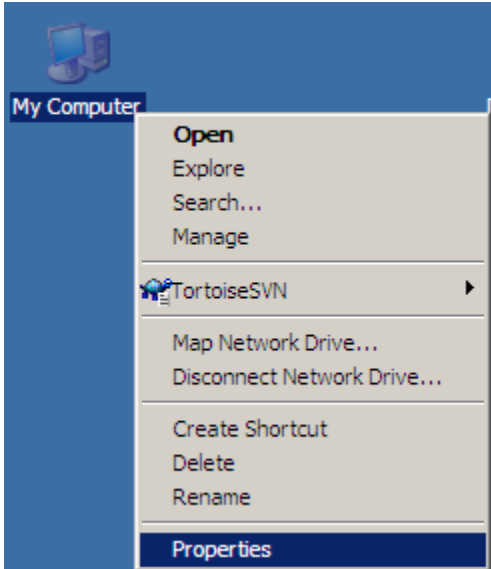 My Computer
Open
Explore
Search...
Manage
TortoiseSVN
Map Network Drive...
Disconnect Network Drive...
Create Shortcut
Delete
Rename
Properties